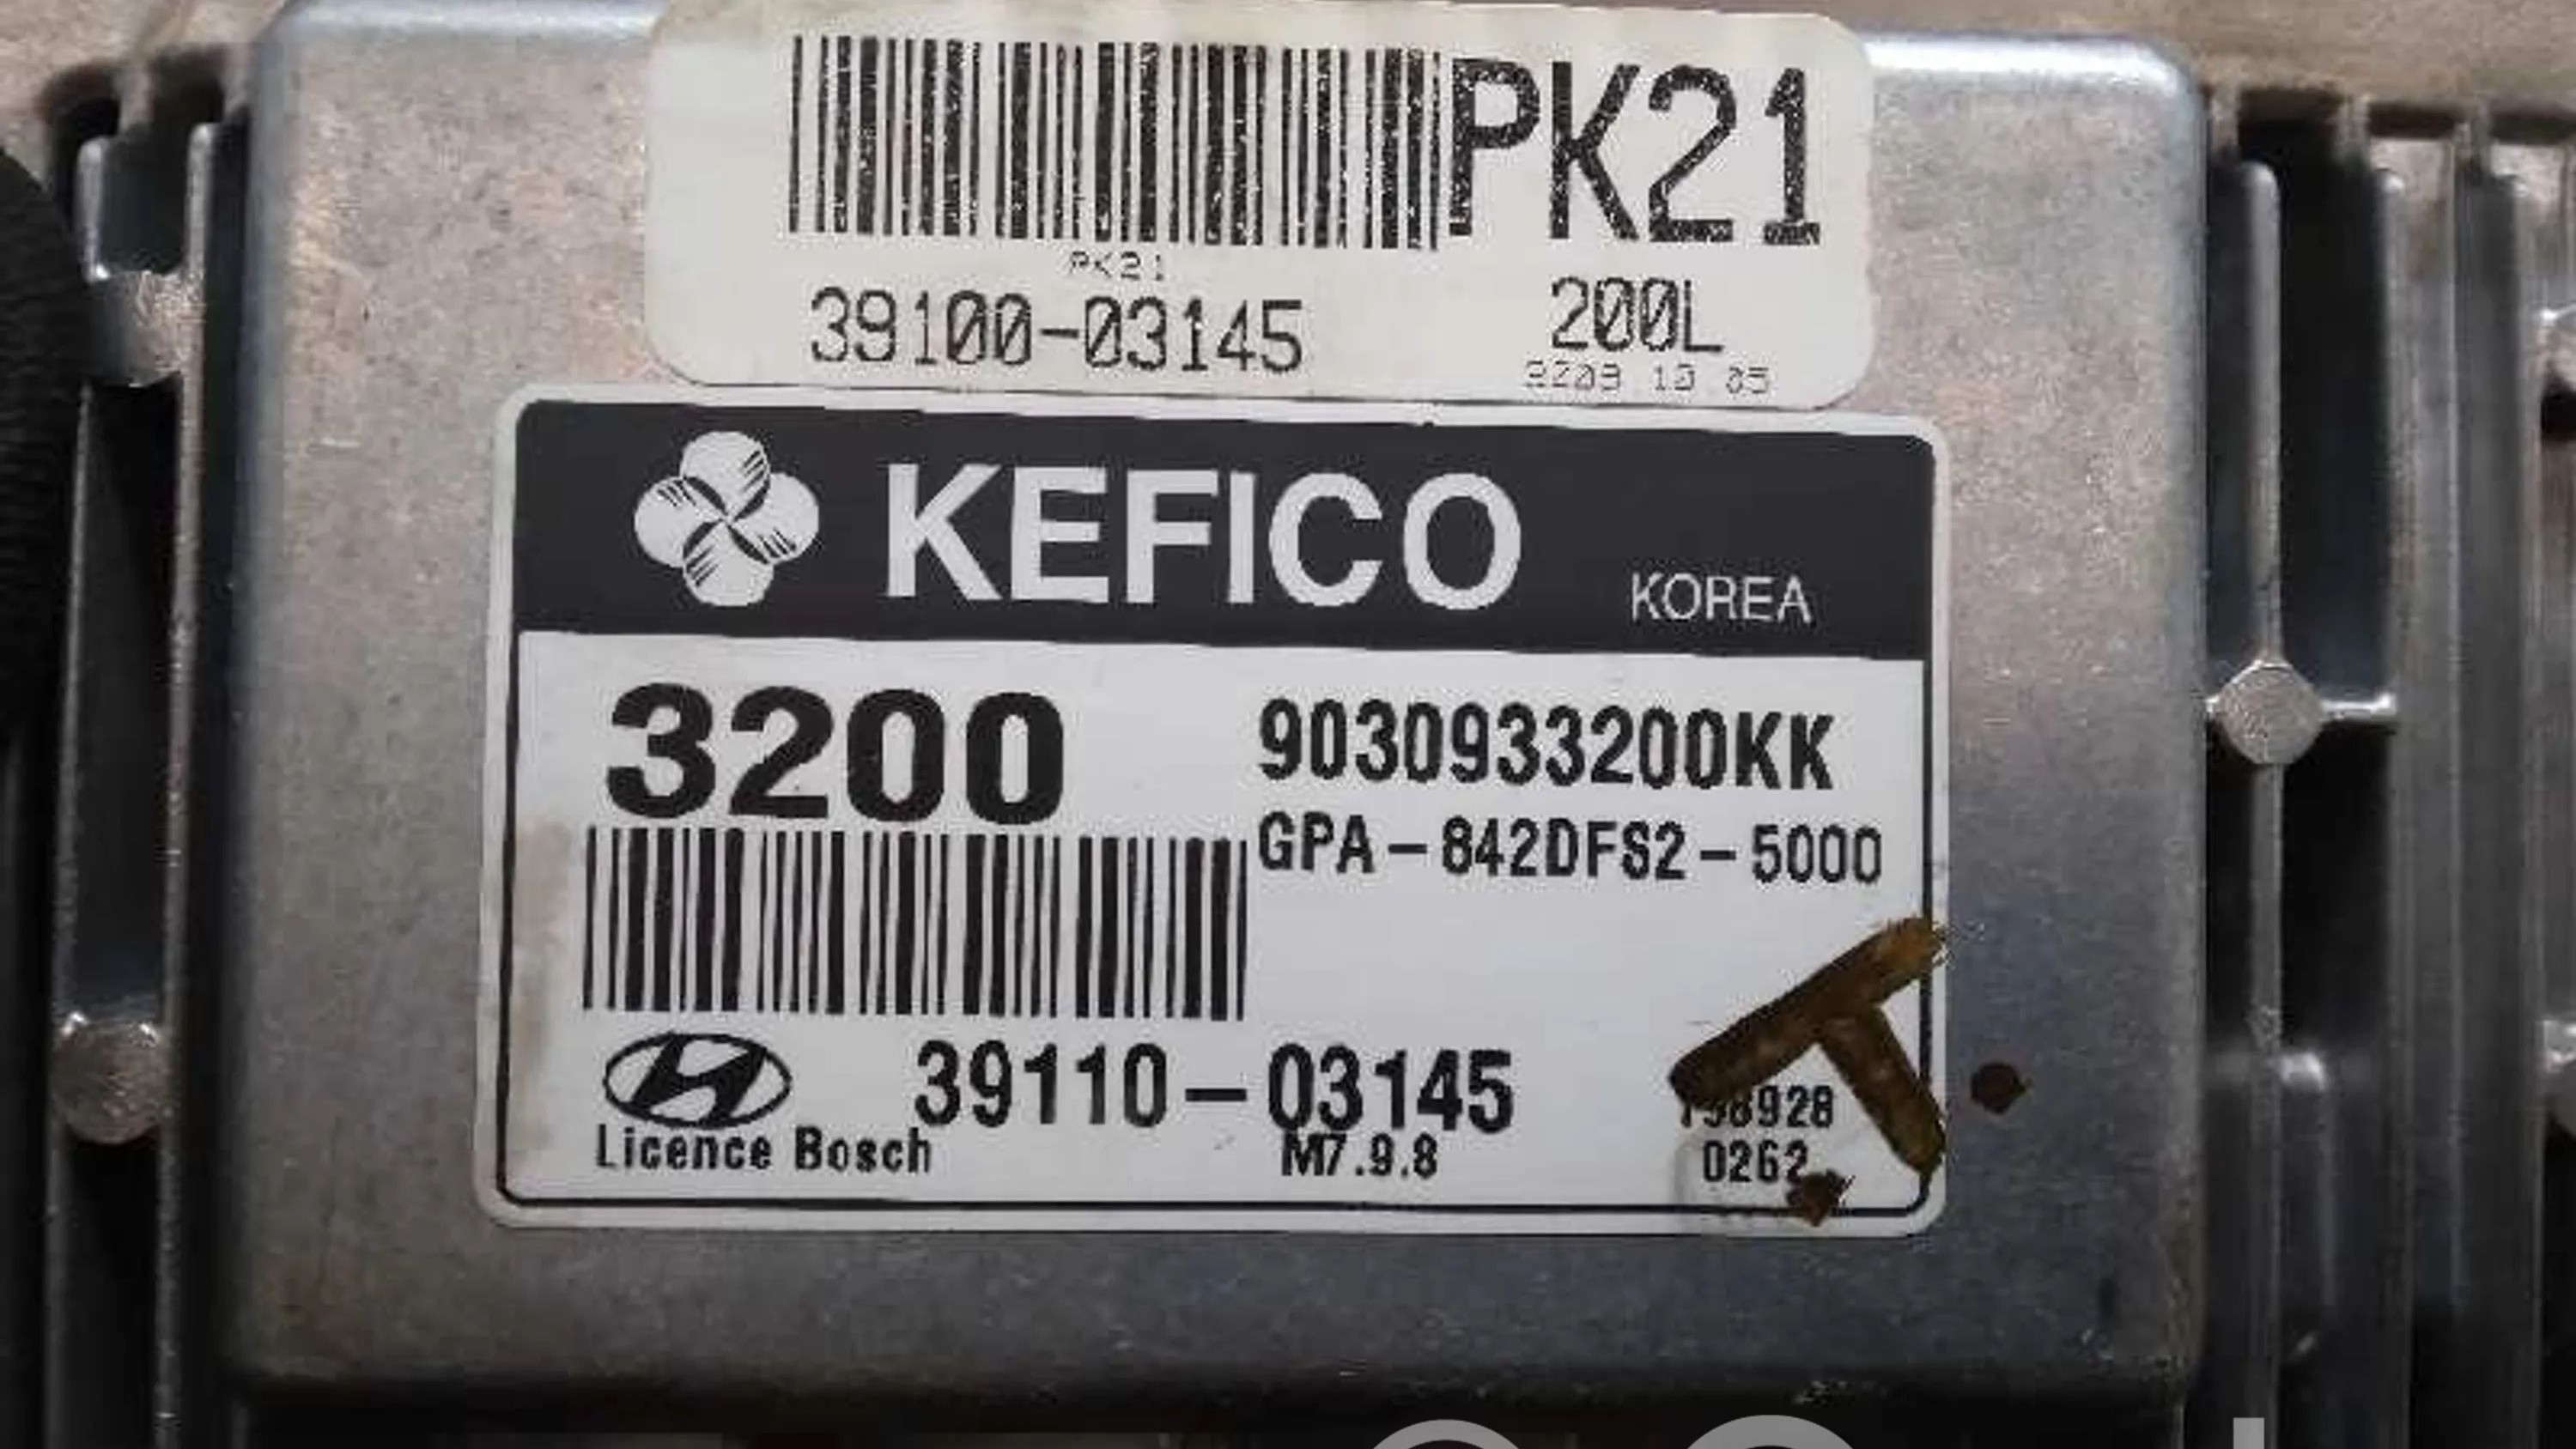 PK21
PK21
39100-03145
200L
KEFICO
KOREA
3200
9030933200KK
GPA-842DFS2-5000
39110-03145
Licence Bosch
M7.9.8
0262